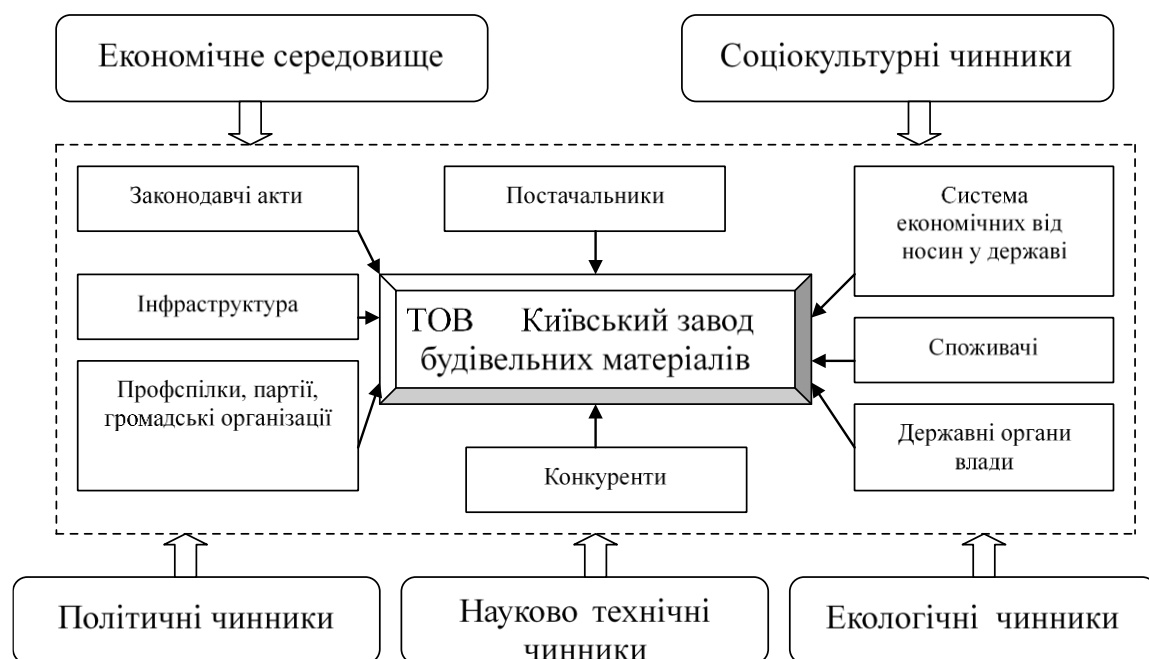 Економічне середовище
Соціокультурні чинники
Законодавчі акти
Постачальники
Система
економічних від
носин у державі
Інфраструктура
ТОВ Київський завод
будівельних матеріалів
Споживачі
Профспілки, партії,
громадські організації
Державні органи
влади
Конкуренти
Політичні чинники
Науково технічні
чинники
Екологічні чинники